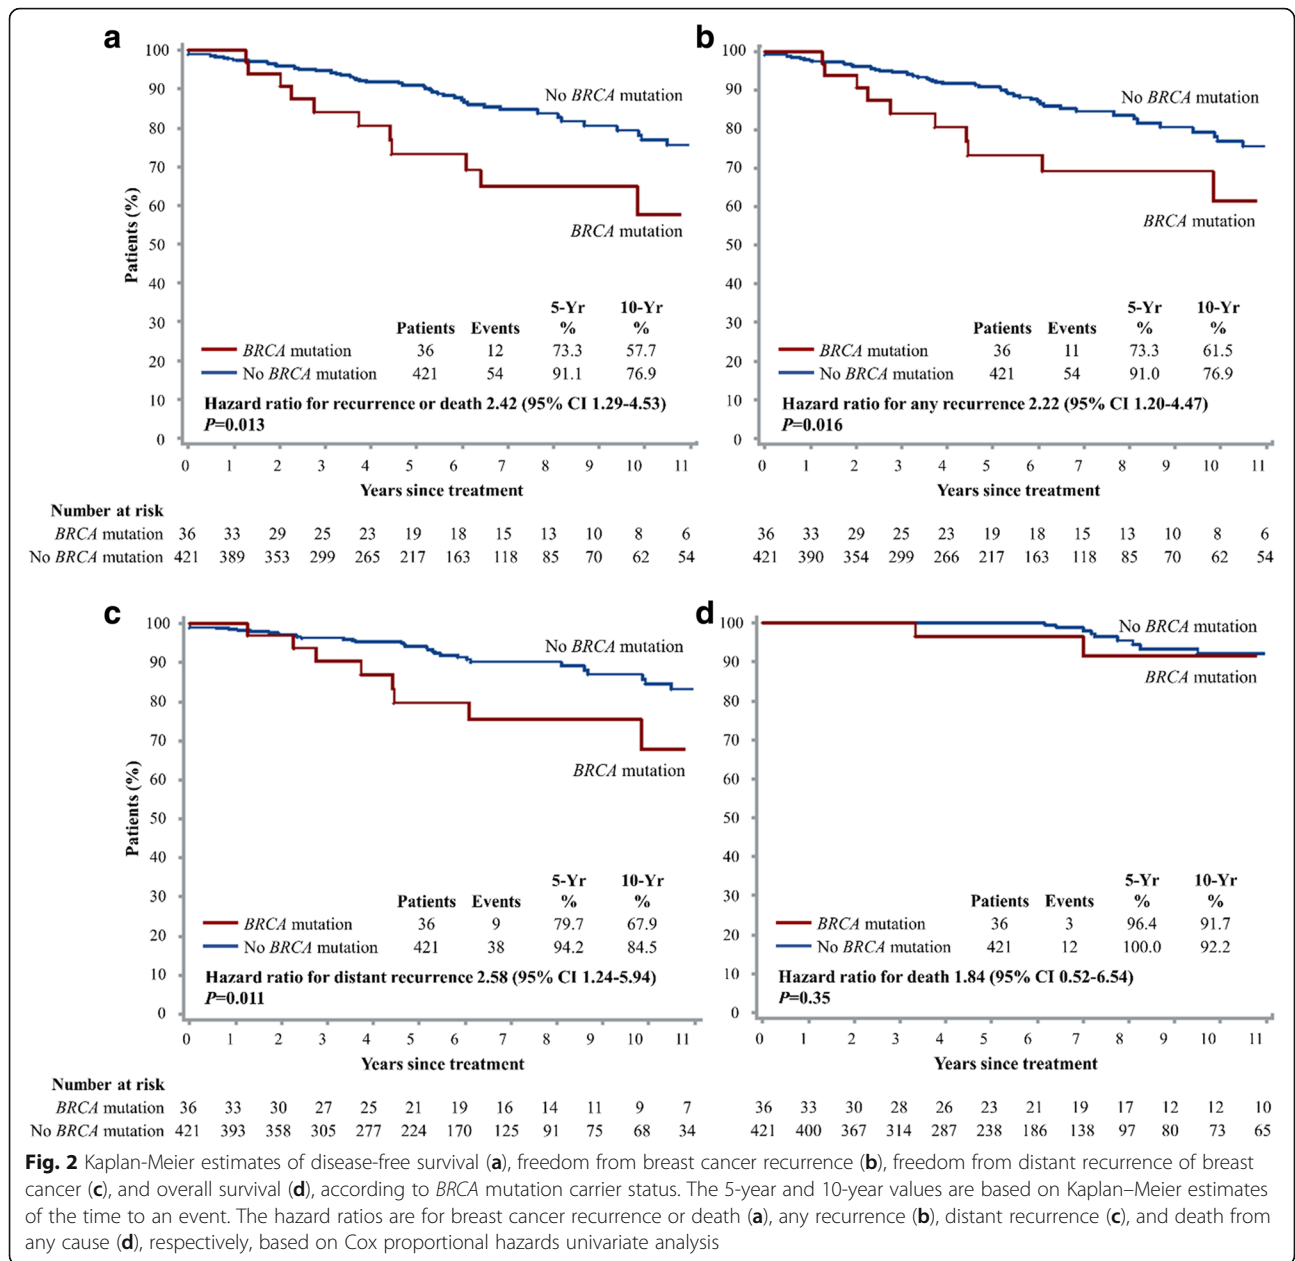 a
100
90
80
70
60
50
40
30
20
10
0
Patients (%)
No BRCA mutation
BRCA mutation
5-Yr 10-Yr
Patients Events % %
BRCA mutation 36 12 73.3 57.7
No BRCA mutation 421 54 91.1 76.9
Hazard ratio for recurrence or death 2.42 (95% CI 1.29-4.53)
P=0.013
0 1 2 3 4 5 6 7 8 9 10 11
Years since treatment
Number at risk
BRCA mutation 36 33 29 25 23 19 18 15 13 10 8 6
No BRCA mutation 421 389 353 299 265 217 163 118 85 70 62 54
b
100
90
80
70
60
50
40
30
20
10
0
No BRCA mutation
BRCA mutation
5-Yr 10-Yr
Patients Events % %
BRCA mutation 36 11 73.3 61.5
No BRCA mutation 421 54 91.0 76.9
Hazard ratio for any recurrence 2.22 (95% CI 1.20-4.47)
P=0.016
0 1 2 3 4 5 6 7 8 9 10 11
Years since treatment
36 33 29 25 23 19 18 15 13 10 8 6
421 390 354 299 266 217 163 118 85 70 62 54
c
100
90
80
70
60
50
40
30
20
10
0
Patients (%)
No BRCA mutation
BRCA mutation
5-Yr 10-Yr
Patients Events % %
BRCA mutation 36 9 79.7 67.9
No BRCA mutation 421 38 94.2 84.5
Hazard ratio for distant recurrence 2.58 (95% CI 1.24-5.94)
P=0.011
0 1 2 3 4 5 6 7 8 9 10 11
Years since treatment
Number at risk
BRCA mutation 36 33 30 27 25 21 19 16 14 11 9 7
No BRCA mutation 421 393 358 305 277 224 170 125 91 75 68 34
d
100
90
80
70
60
50
40
30
20
10
0
No BRCA mutation
BRCA mutation
5-Yr 10-Yr
Patients Events % %
BRCA mutation 36 3 96.4 91.7
No BRCA mutation 421 12 100.0 92.2
Hazard ratio for death 1.84 (95% CI 0.52-6.54)
P=0.35
0 1 2 3 4 5 6 7 8 9 10 11
Years since treatment
36 33 30 28 26 23 21 19 17 12 12 10
421 400 367 314 287 238 186 138 97 80 73 65
Fig. 2 Kaplan-Meier estimates of disease-free survival (a), freedom from breast cancer recurrence (b), freedom from distant recurrence of breast
cancer (c), and overall survival (d), according to BRCA mutation carrier status. The 5-year and 10-year values are based on Kaplan–Meier estimates
of the time to an event. The hazard ratios are for breast cancer recurrence or death (a), any recurrence (b), distant recurrence (c), and death from
any cause (d), respectively, based on Cox proportional hazards univariate analysis